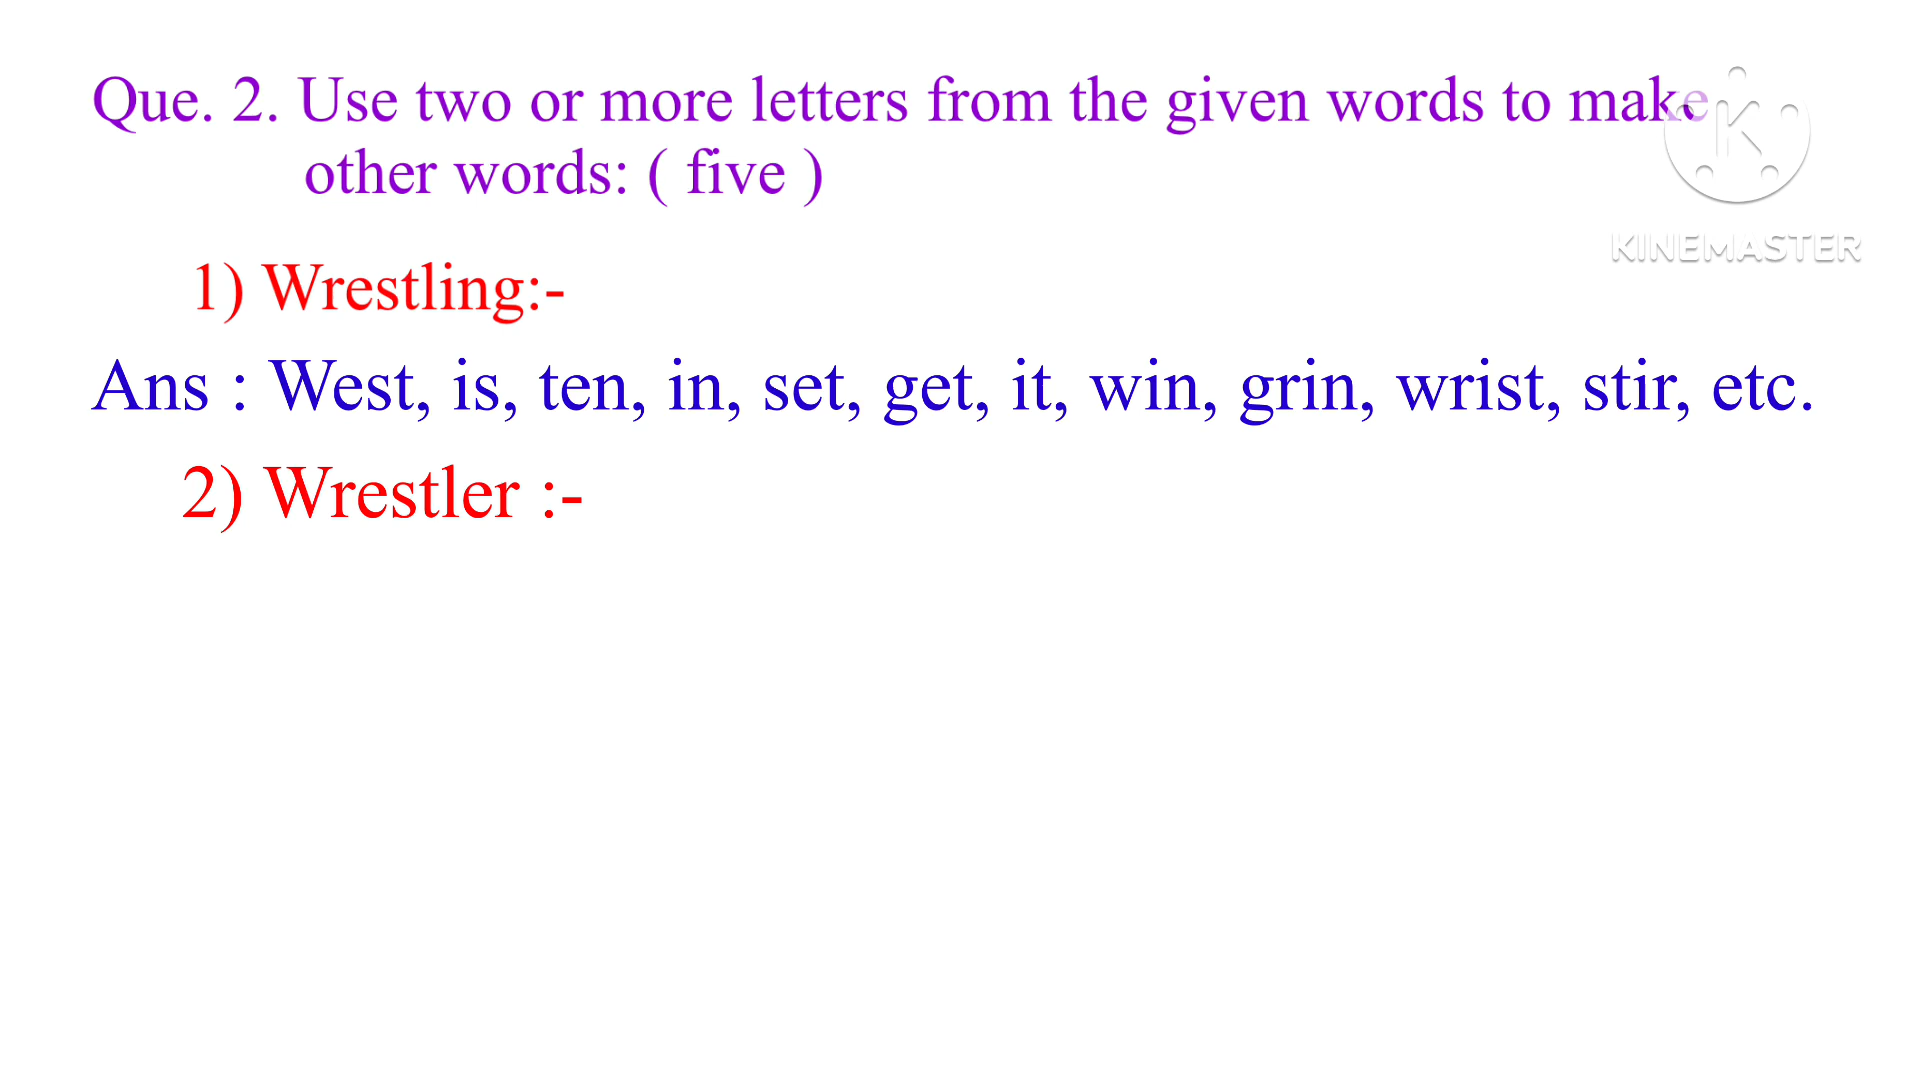 Que. 2. Use two or more letters from the given words to make
other words: ( five )
KINEMASTER
1) Wrestling:-
Ans : West, is, ten, in, set, get, it, win, grin, wrist, stir, etc.
2) Wrestler :-